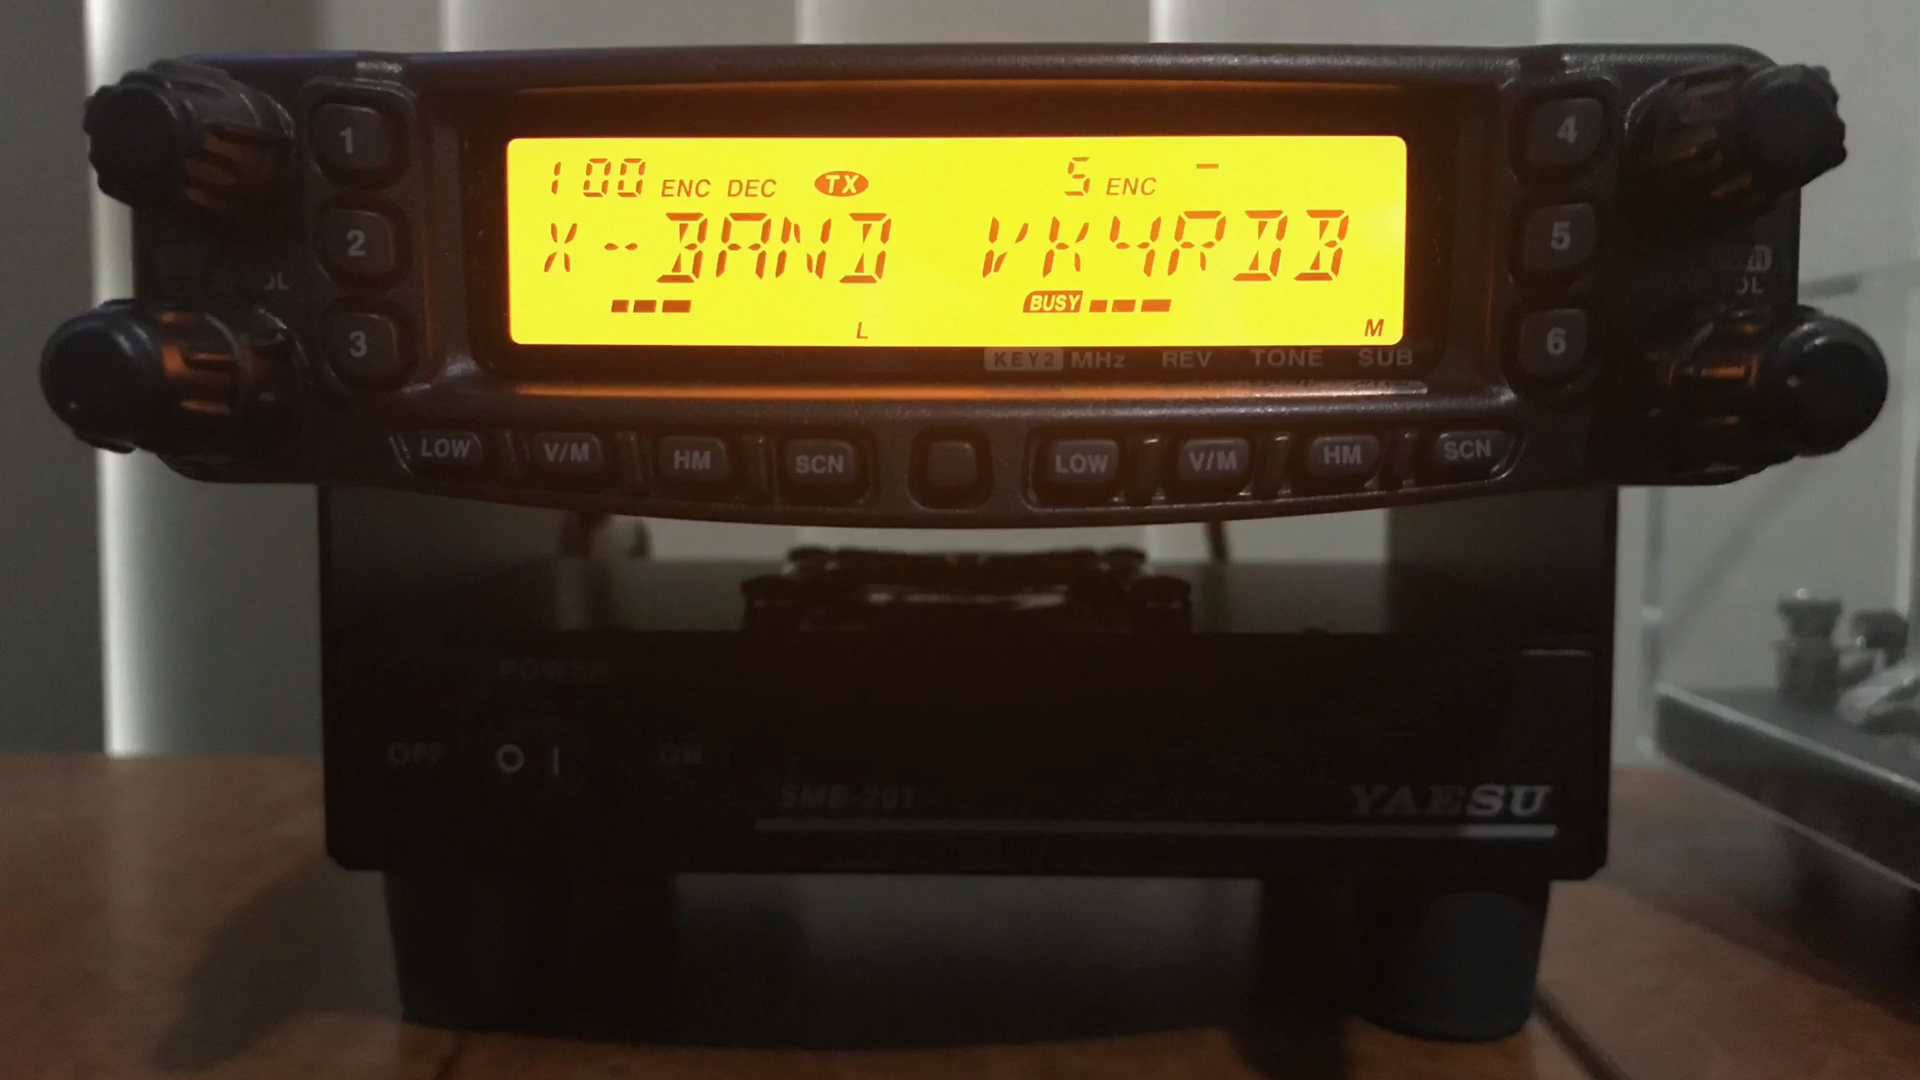 1 4
100 ENC DEC TX 5 ENC -
X-BAND VK4RDB
2 5
BUSY
L M
3 6
KEY2 MHz REV TONE SUB
LOW V/M HM SCN LOW V/M HM SCN
POWER
OFF O I ON
SMB-201 YAESU